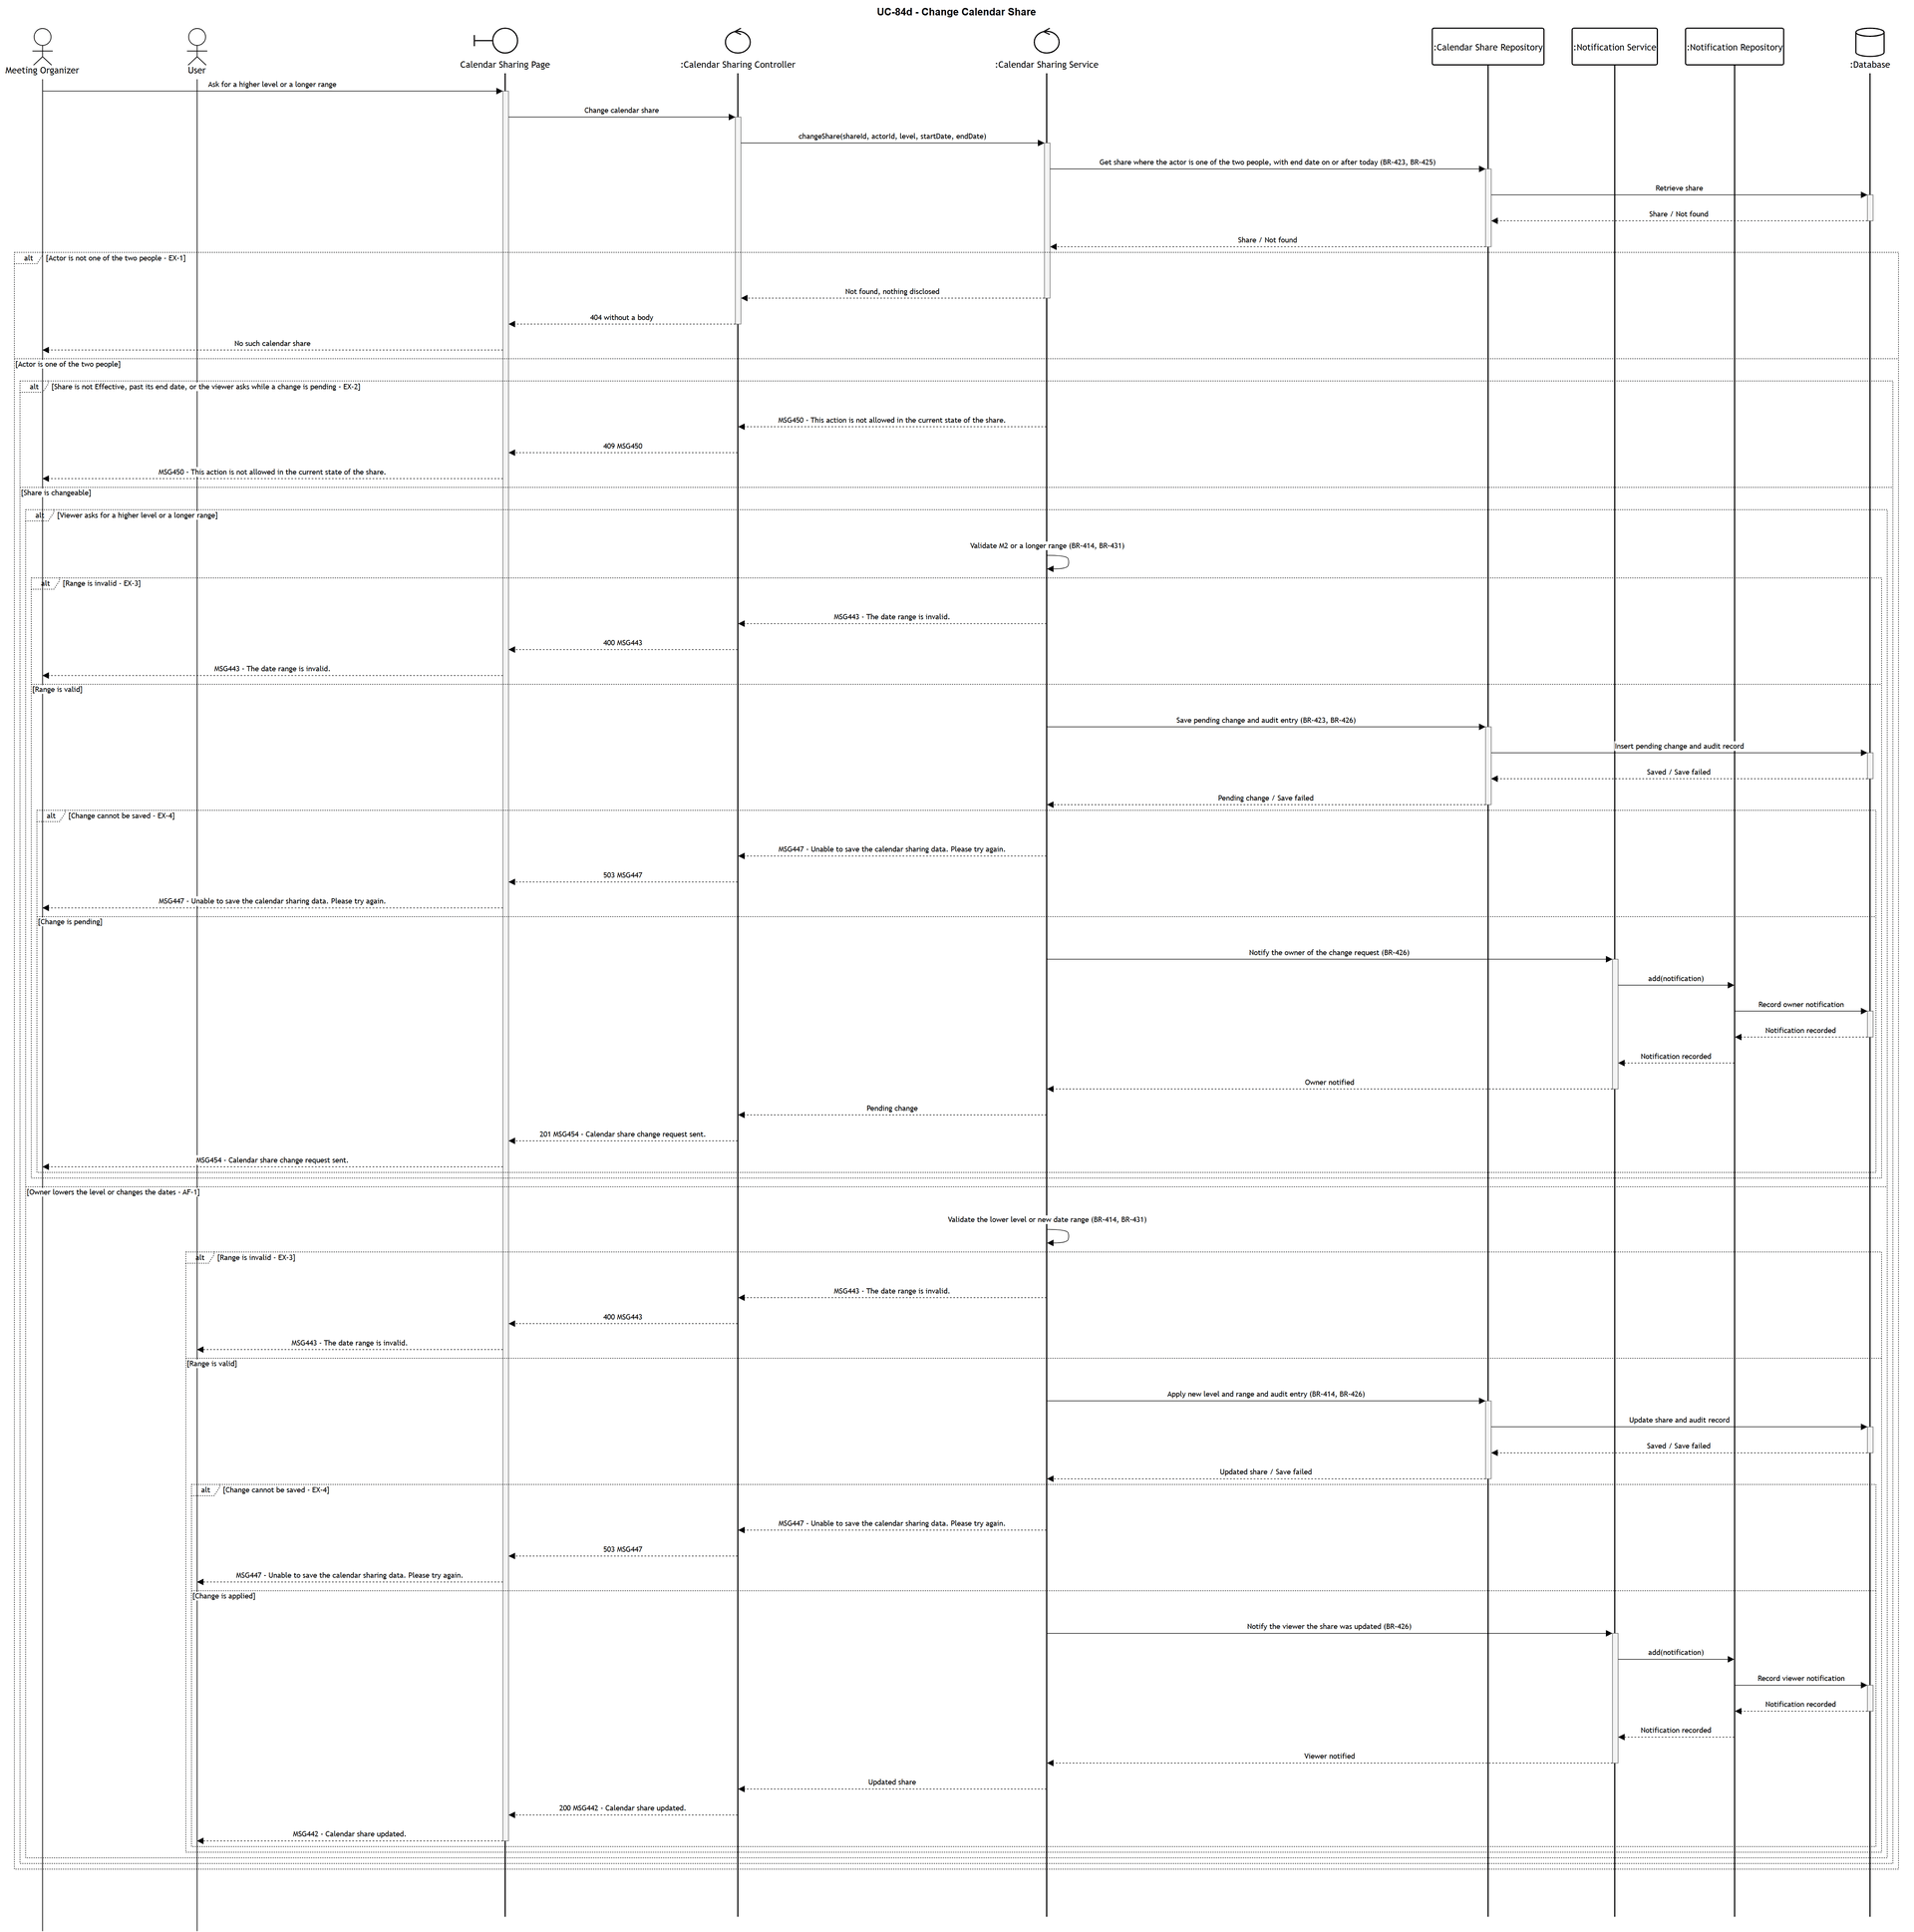 UC-84d - Change Calendar Share
Meeting Organizer
User
Calendar Sharing Page
:Calendar Sharing Controller
:Calendar Sharing Service
:Calendar Share Repository
:Notification Service
:Notification Repository
:Database
Ask for a higher level or a longer range
Change calendar share
changeShare(shareId, actorId, level, startDate, endDate)
Get share where the actor is one of the two people, with end date on or after today (BR-423, BR-425)
Retrieve share
Share / Not found
Share / Not found
alt [Actor is not one of the two people - EX-1]
Not found, nothing disclosed
404 without a body
No such calendar share
[Actor is one of the two people]
alt [Share is not Effective, past its end date, or the viewer asks while a change is pending - EX-2]
MSG450 - This action is not allowed in the current state of the share.
409 MSG450
MSG450 - This action is not allowed in the current state of the share.
[Share is changeable]
alt [Viewer asks for a higher level or a longer range]
Validate M2 or a longer range (BR-414, BR-431)
alt [Range is invalid - EX-3]
MSG443 - The date range is invalid.
400 MSG443
MSG443 - The date range is invalid.
[Range is valid]
Save pending change and audit entry (BR-423, BR-426)
Insert pending change and audit record
Saved / Save failed
Pending change / Save failed
alt [Change cannot be saved - EX-4]
MSG447 - Unable to save the calendar sharing data. Please try again.
503 MSG447
MSG447 - Unable to save the calendar sharing data. Please try again.
[Change is pending]
Notify the owner of the change request (BR-426)
add(notification)
Record owner notification
Notification recorded
Notification recorded
Owner notified
Pending change
201 MSG454 - Calendar share change request sent.
MSG454 - Calendar share change request sent.
[Owner lowers the level or changes the dates - AF-1]
Validate the lower level or new date range (BR-414, BR-431)
alt [Range is invalid - EX-3]
MSG443 - The date range is invalid.
400 MSG443
MSG443 - The date range is invalid.
[Range is valid]
Apply new level and range and audit entry (BR-414, BR-426)
Update share and audit record
Saved / Save failed
Updated share / Save failed
alt [Change cannot be saved - EX-4]
MSG447 - Unable to save the calendar sharing data. Please try again.
503 MSG447
MSG447 - Unable to save the calendar sharing data. Please try again.
[Change is applied]
Notify the viewer the share was updated (BR-426)
add(notification)
Record viewer notification
Notification recorded
Notification recorded
Viewer notified
Updated share
200 MSG442 - Calendar share updated.
MSG442 - Calendar share updated.